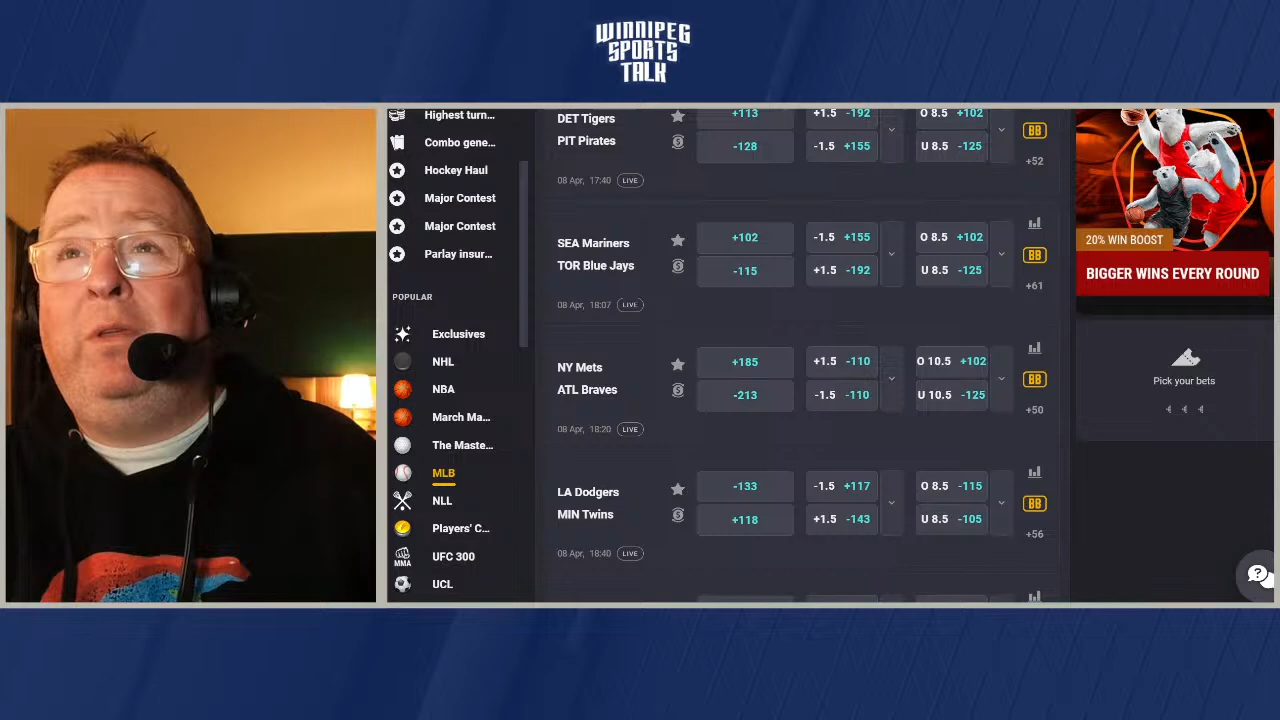 WINNIPEG
SPORTS
TALK
Highest turn...
Combo gene...
Hockey Haul
Major Contest
Major Contest
Parlay insur...
POPULAR
Exclusives
NHL
NBA
March Ma...
The Maste...
MLB
NLL
Players' C...
MMA
UFC 300
UCL
DET Tigers
+113
+1.5 -192
O 8.5 +102
PIT Pirates
-128
-1.5 +155
U 8.5 -125
BB
+52
08 Apr, 17:40 LIVE
SEA Mariners
+102
-1.5 +155
O 8.5 +102
TOR Blue Jays
-115
+1.5 -192
U 8.5 -125
BB
+61
08 Apr, 18:07 LIVE
NY Mets
+185
+1.5 -110
O 10.5 +102
ATL Braves
-213
-1.5 -110
U 10.5 -125
BB
+50
08 Apr, 18:20 LIVE
LA Dodgers
-133
-1.5 +117
O 8.5 -115
MIN Twins
+118
+1.5 -143
U 8.5 -105
BB
+56
08 Apr, 18:40 LIVE
20% WIN BOOST
BIGGER WINS EVERY ROUND
Pick your bets
?